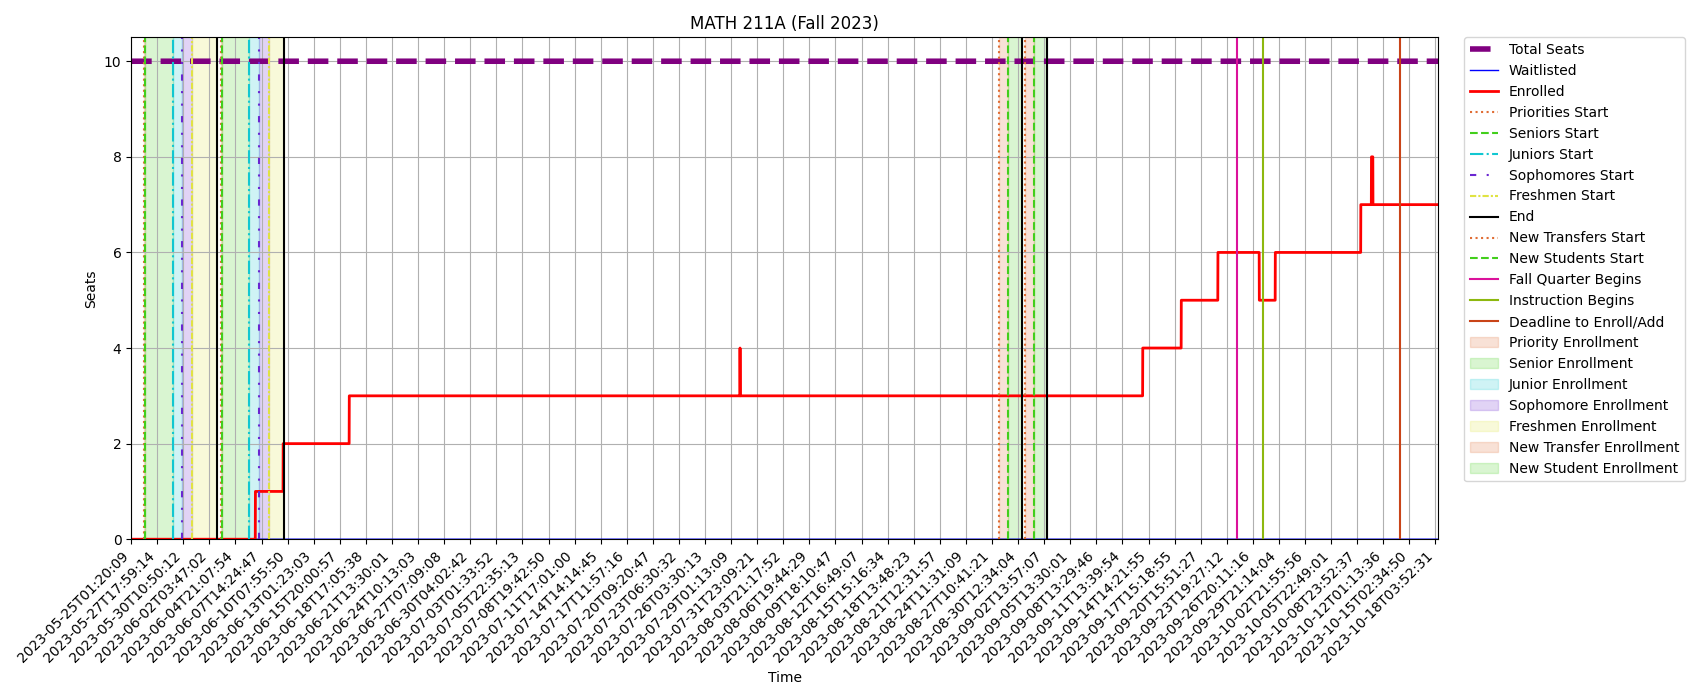 MATH 211A (Fall 2023)
10
8
6
4
2
0
Seats
2023-05-25T01:20:09
2023-05-27T17:59:14
2023-05-30T10:50:12
2023-06-02T03:47:02
2023-06-04T21:07:54
2023-06-07T14:24:47
2023-06-10T07:55:50
2023-06-13T01:23:03
2023-06-15T20:00:57
2023-06-18T17:05:38
2023-06-21T13:30:01
2023-06-24T10:13:03
2023-06-27T07:09:08
2023-06-30T04:02:42
2023-07-03T01:33:52
2023-07-05T22:35:13
2023-07-08T19:42:50
2023-07-11T17:01:00
2023-07-14T14:14:45
2023-07-17T11:57:16
2023-07-20T09:20:47
2023-07-23T06:30:32
2023-07-26T03:30:13
2023-07-29T01:13:09
2023-07-31T23:09:21
2023-08-03T21:17:52
2023-08-06T19:44:29
2023-08-09T18:10:47
2023-08-12T16:49:07
2023-08-15T15:16:34
2023-08-18T13:48:23
2023-08-21T12:31:57
2023-08-24T11:31:09
2023-08-27T10:41:21
2023-08-30T12:34:04
2023-09-02T13:57:07
2023-09-05T13:30:01
2023-09-08T13:29:46
2023-09-11T13:39:54
2023-09-14T14:21:55
2023-09-17T15:18:55
2023-09-20T15:51:27
2023-09-23T19:27:12
2023-09-26T20:11:16
2023-09-29T21:14:04
2023-10-02T21:55:56
2023-10-05T22:49:01
2023-10-08T23:52:37
2023-10-12T01:13:36
2023-10-15T02:34:50
2023-10-18T03:52:31
Time
Total Seats
Waitlisted
Enrolled
Priorities Start
Seniors Start
Juniors Start
Sophomores Start
Freshmen Start
End
New Transfers Start
New Students Start
Fall Quarter Begins
Instruction Begins
Deadline to Enroll/Add
Priority Enrollment
Senior Enrollment
Junior Enrollment
Sophomore Enrollment
Freshmen Enrollment
New Transfer Enrollment
New Student Enrollment